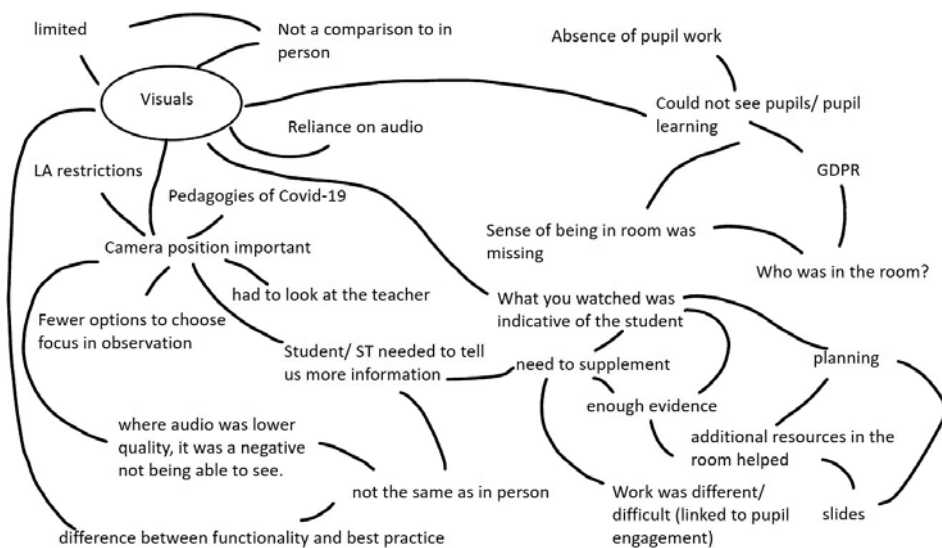 limited
Not a comparison to in
person
Absence of pupil work
Visuals
Could not see pupils/ pupil
learning
Reliance on audio
LA restrictions
GDPR
Pedagogies of Covid-19
Sense of being in room was
missing
Camera position important
Who was in the room?
had to look at the teacher
What you watched was
indicative of the student
Fewer options to choose
focus in observation
Student/ ST needed to tell
us more information
need to supplement
planning
enough evidence
where audio was lower
quality, it was a negative
not being able to see.
additional resources in the
room helped
not the same as in person
Work was different/
difficult (linked to pupil
engagement)
slides
difference between functionality and best practice